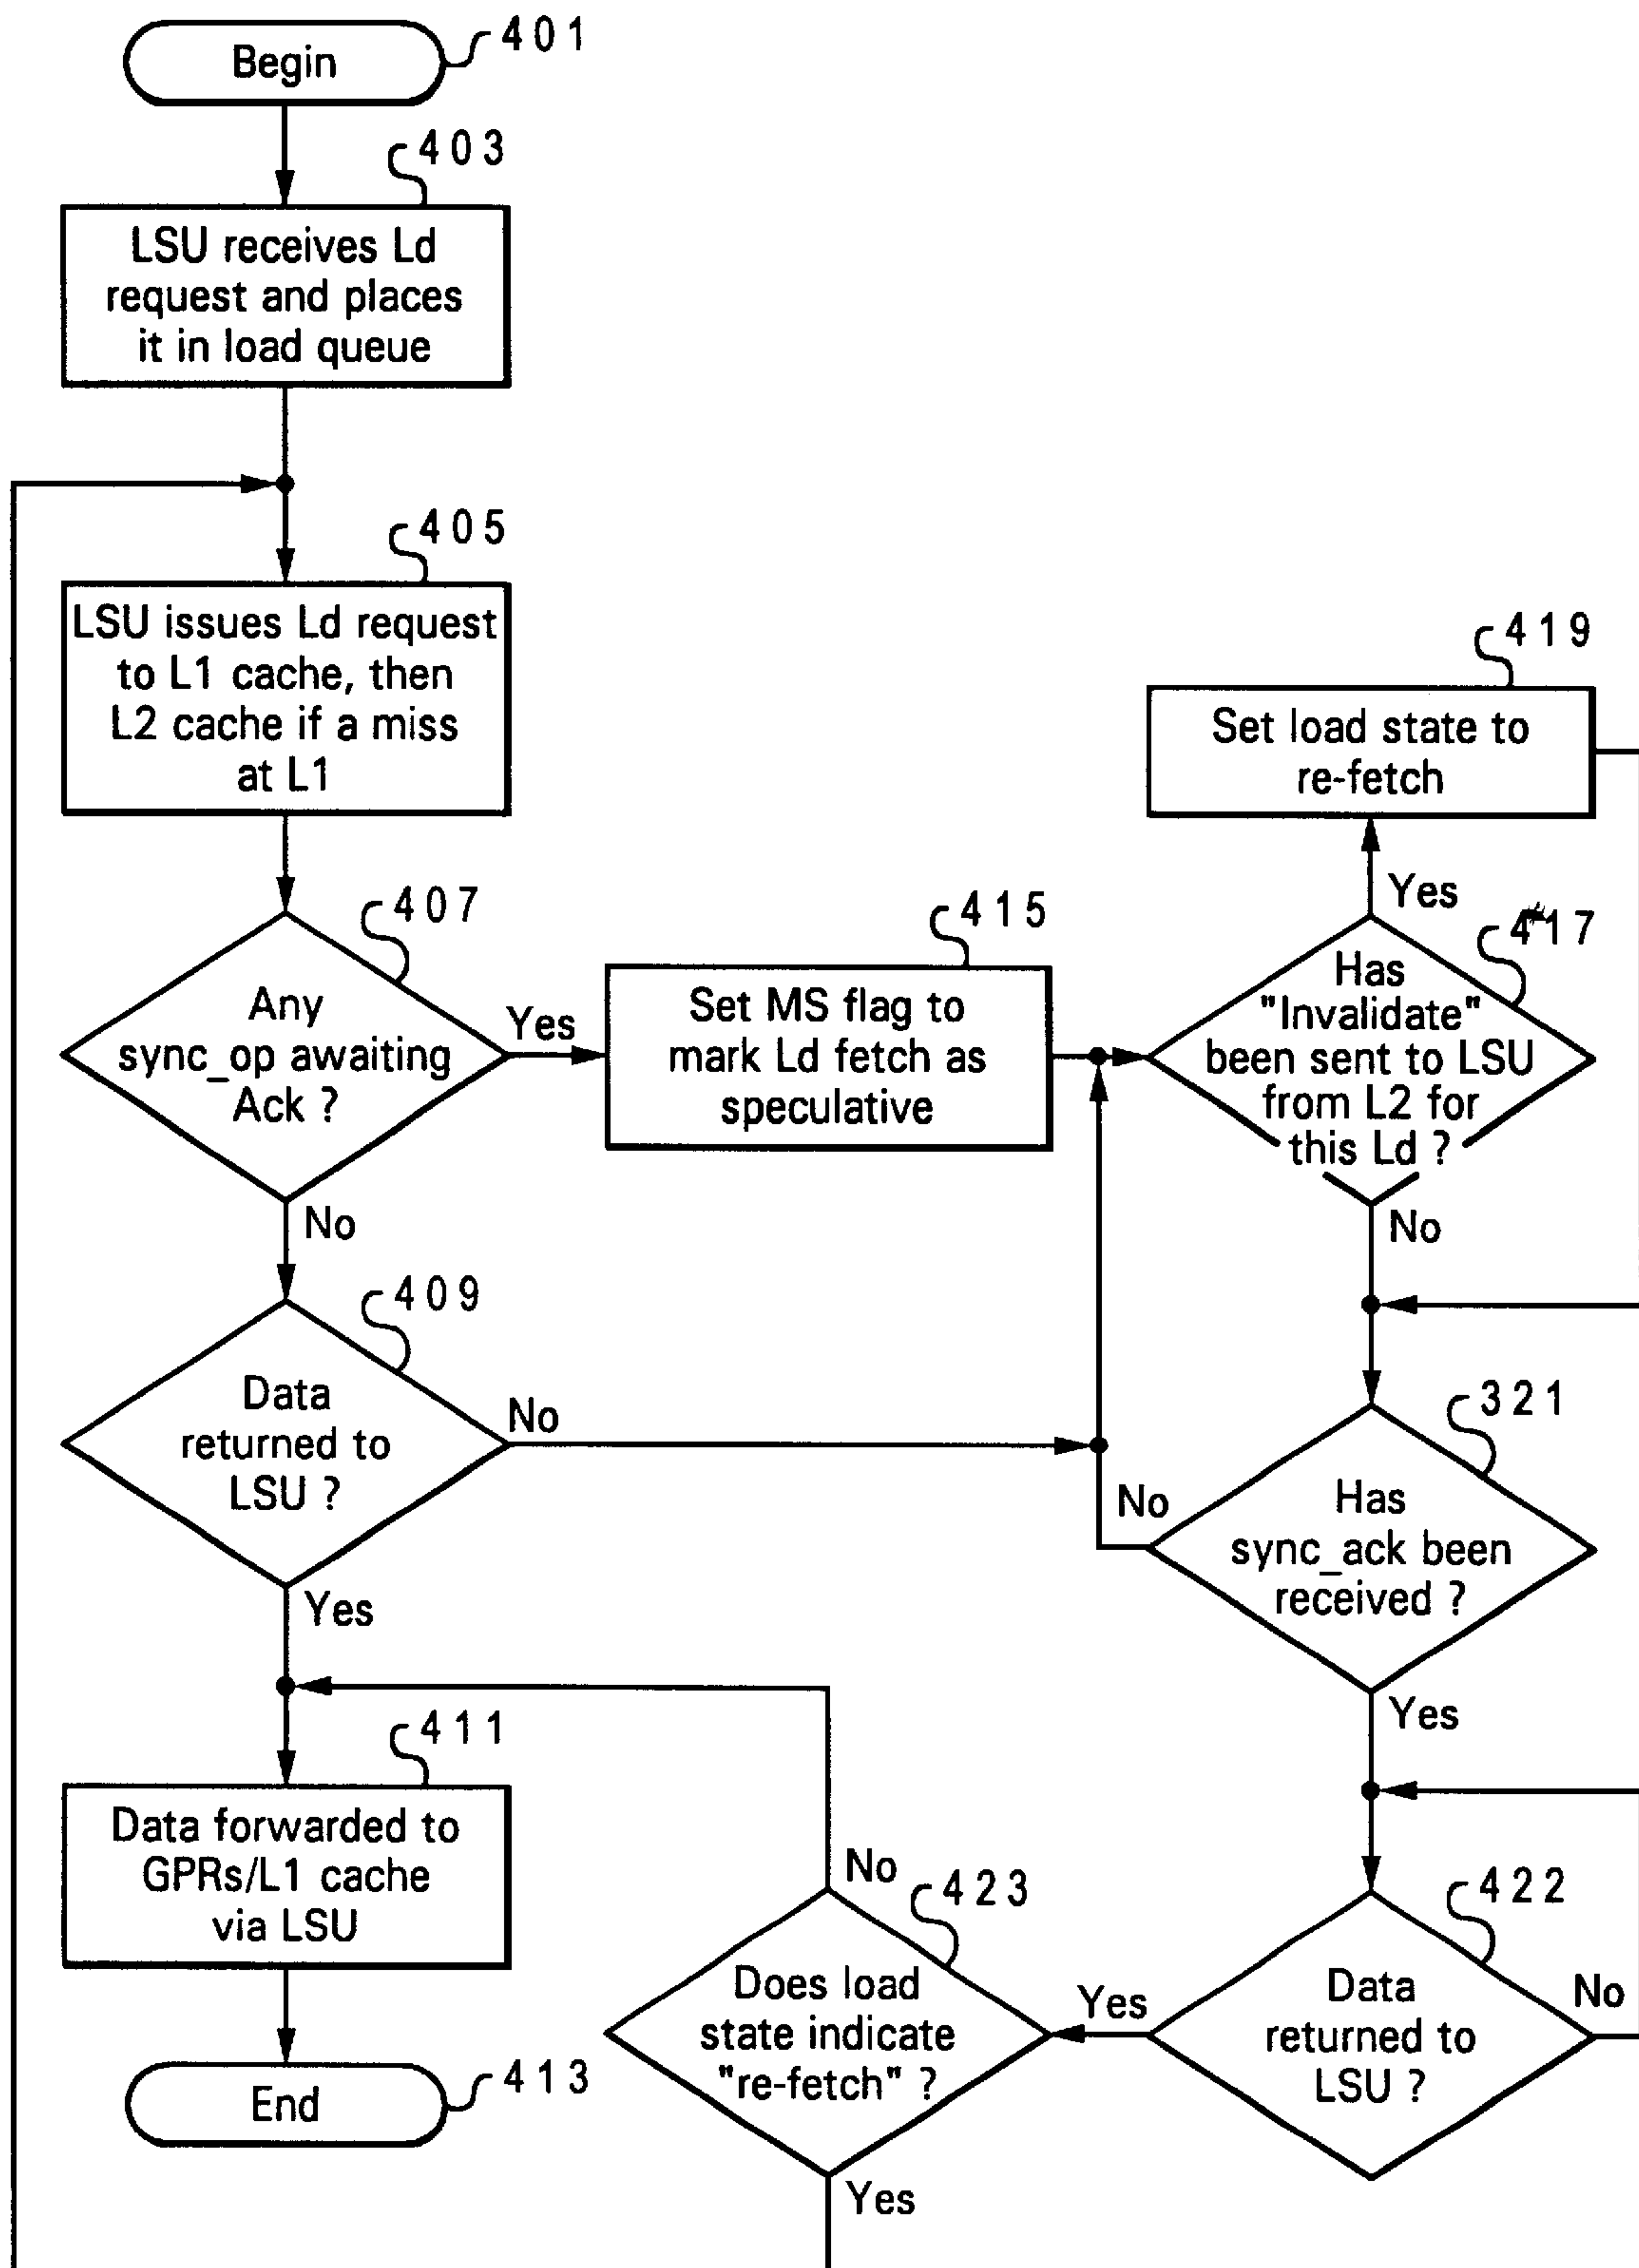 Begin
401
403
LSU receives Ld
request and places
it in load queue
405
LSU issues Ld request
to L1 cache, then
L2 cache if a miss
at L1
407
Any
sync_op awaiting
Ack ?
Yes
No
415
Set MS flag to
mark Ld fetch as
speculative
419
Set load state to
re-fetch
Yes
417
Has
"Invalidate"
been sent to LSU
from L2 for
this Ld ?
No
409
Data
returned to
LSU ?
No
Yes
321
Has
sync_ack been
received ?
No
Yes
411
Data forwarded to
GPRs/L1 cache
via LSU
End
413
422
Data
returned to
LSU ?
No
Yes
No
423
Does load
state indicate
"re-fetch" ?
Yes